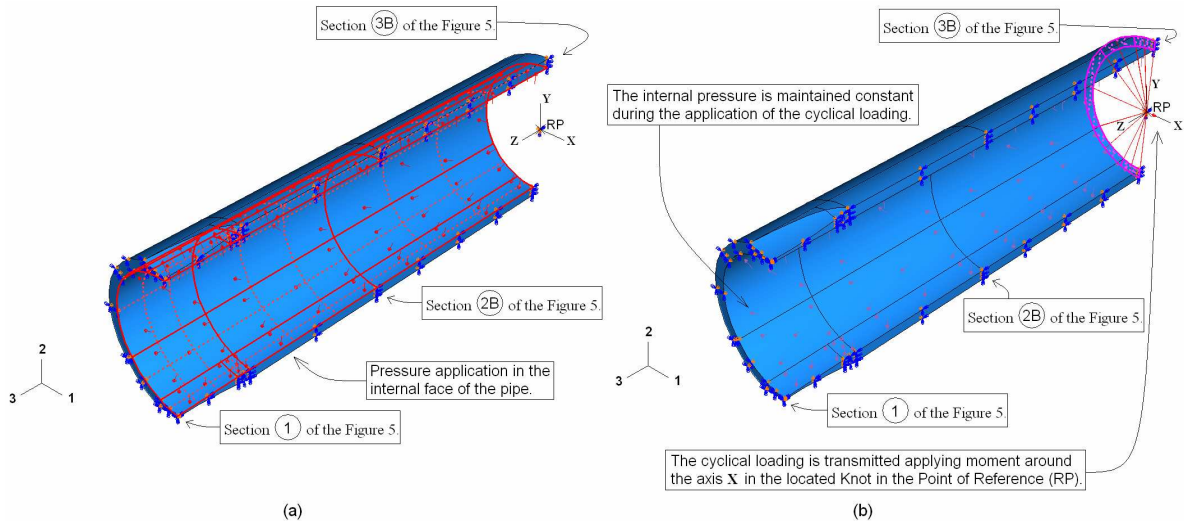 Section 3B of the Figure 5.
Y
RP
Z
X
Section 2B of the Figure 5.
Pressure application in the
internal face of the pipe.
2
3
1
Section 1 of the Figure 5.
(a)
Section 3B of the Figure 5.
The internal pressure is maintained constant
during the application of the cyclical loading.
Y
RP
Z
X
Section 2B of the Figure 5.
2
3
1
Section 1 of the Figure 5.
The cyclical loading is transmitted applying moment around
the axis X in the located Knot in the Point of Reference (RP).
(b)